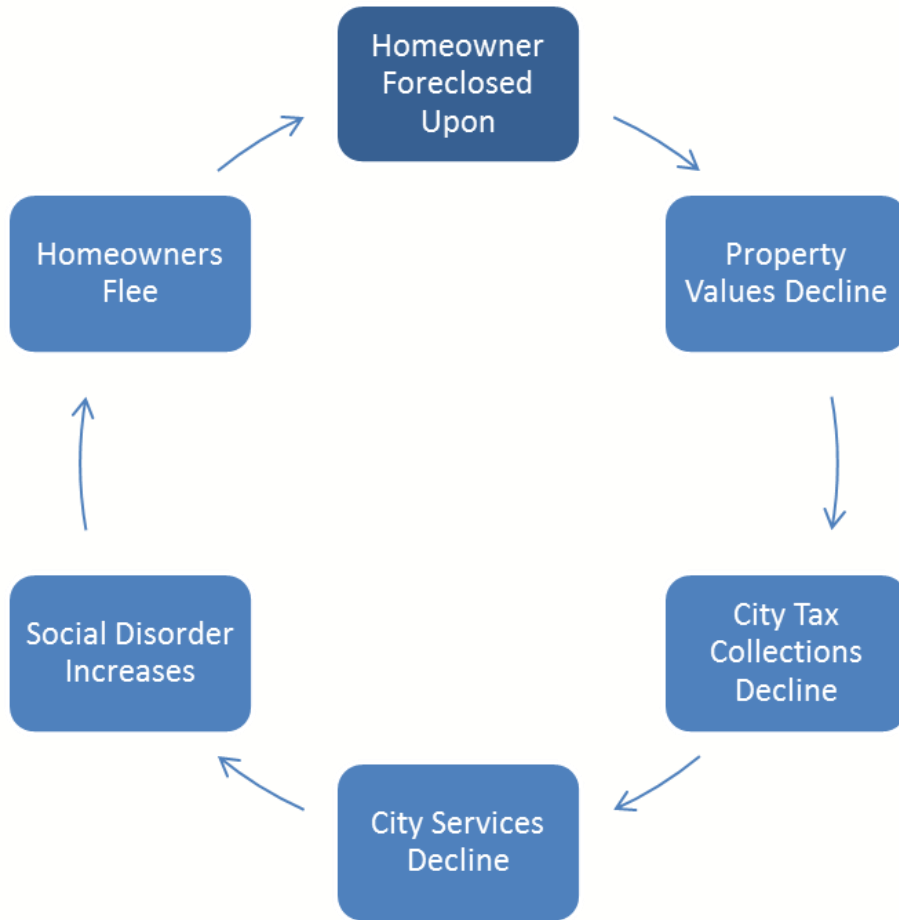 Homeowner
Foreclosed
Upon
Property
Values Decline
City Tax
Collections
Decline
City Services
Decline
Social Disorder
Increases
Homeowners
Flee